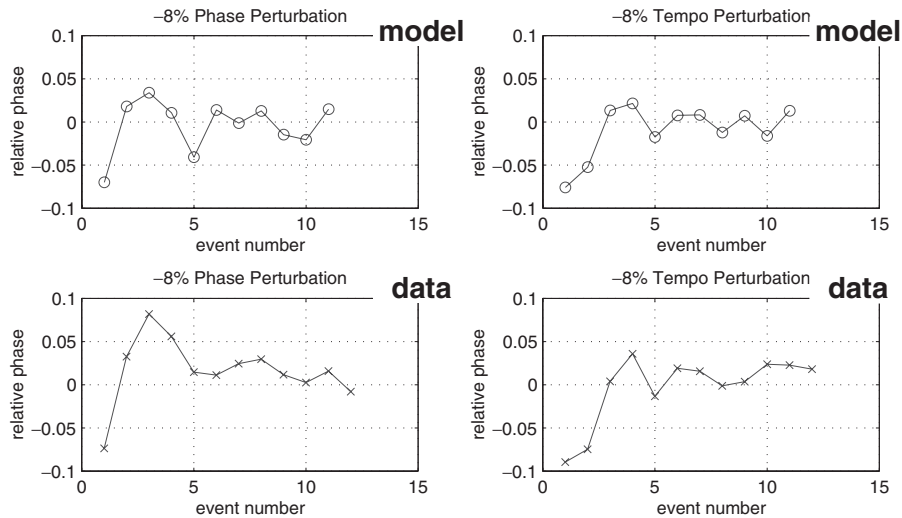 −8% Phase Perturbation
model
relative phase
0.1
0.05
0
−0.05
−0.1
0
5
10
15
event number
−8% Tempo Perturbation
model
relative phase
0.1
0.05
0
−0.05
−0.1
0
5
10
15
event number
−8% Phase Perturbation
data
relative phase
0.1
0.05
0
−0.05
−0.1
0
5
10
15
event number
−8% Tempo Perturbation
data
relative phase
0.1
0.05
0
−0.05
−0.1
0
5
10
15
event number